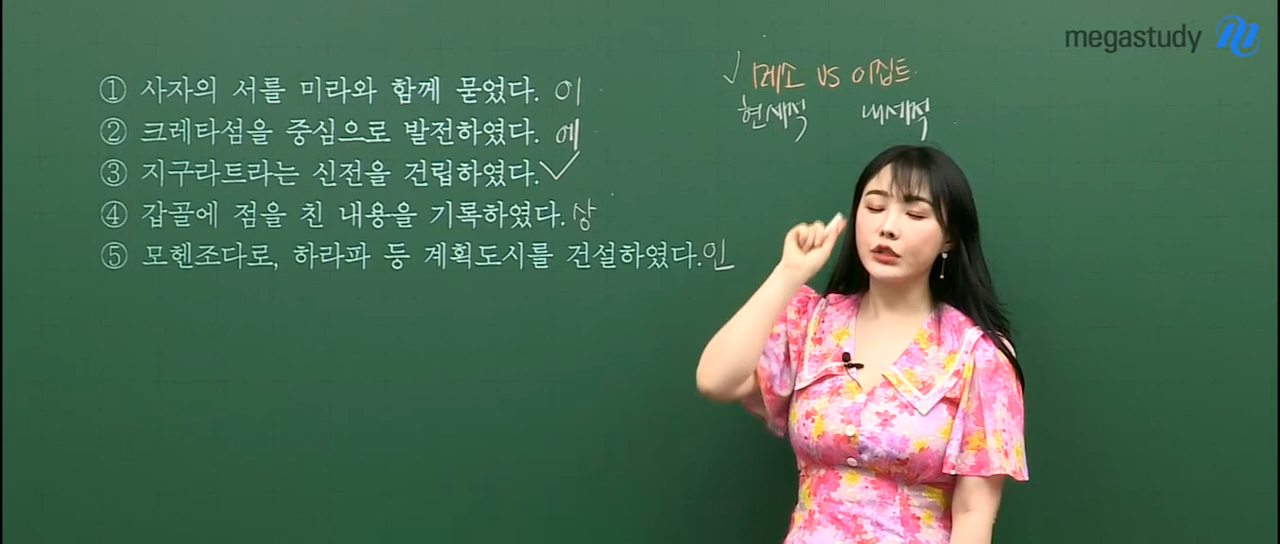 megastudy
✓ 메소 VS 이집트
현세적 내세적
① 사자의 서를 미라와 함께 묻었다. 이
② 크레타섬을 중심으로 발전하였다. 에
③ 지구라트라는 신전을 건립하였다. ✓
④ 갑골에 점을 친 내용을 기록하였다. 상
⑤ 모헨조다로, 하라파 등 계획도시를 건설하였다. 인